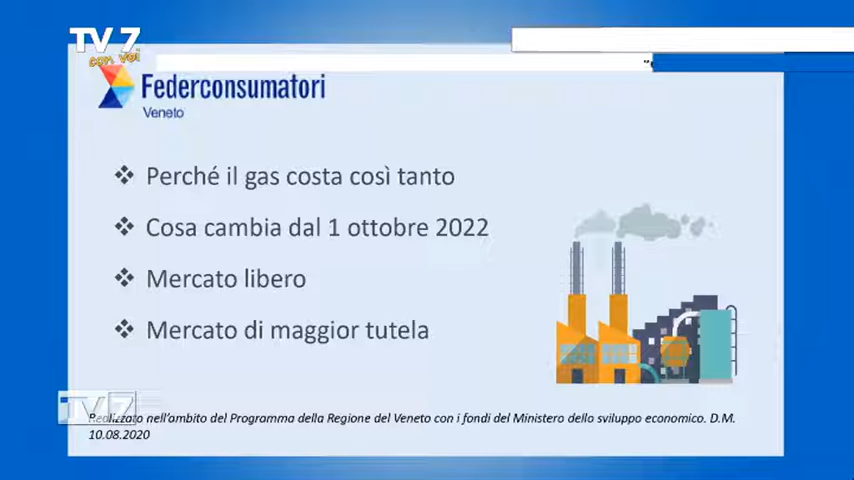 TV7
con voi
Federconsumatori
Veneto
❖ Perché il gas costa così tanto
❖ Cosa cambia dal 1 ottobre 2022
❖ Mercato libero
❖ Mercato di maggior tutela
TV7
Realizzato nell'ambito del Programma della Regione del Veneto con i fondi del Ministero dello sviluppo economico. D.M.
10.08.2020